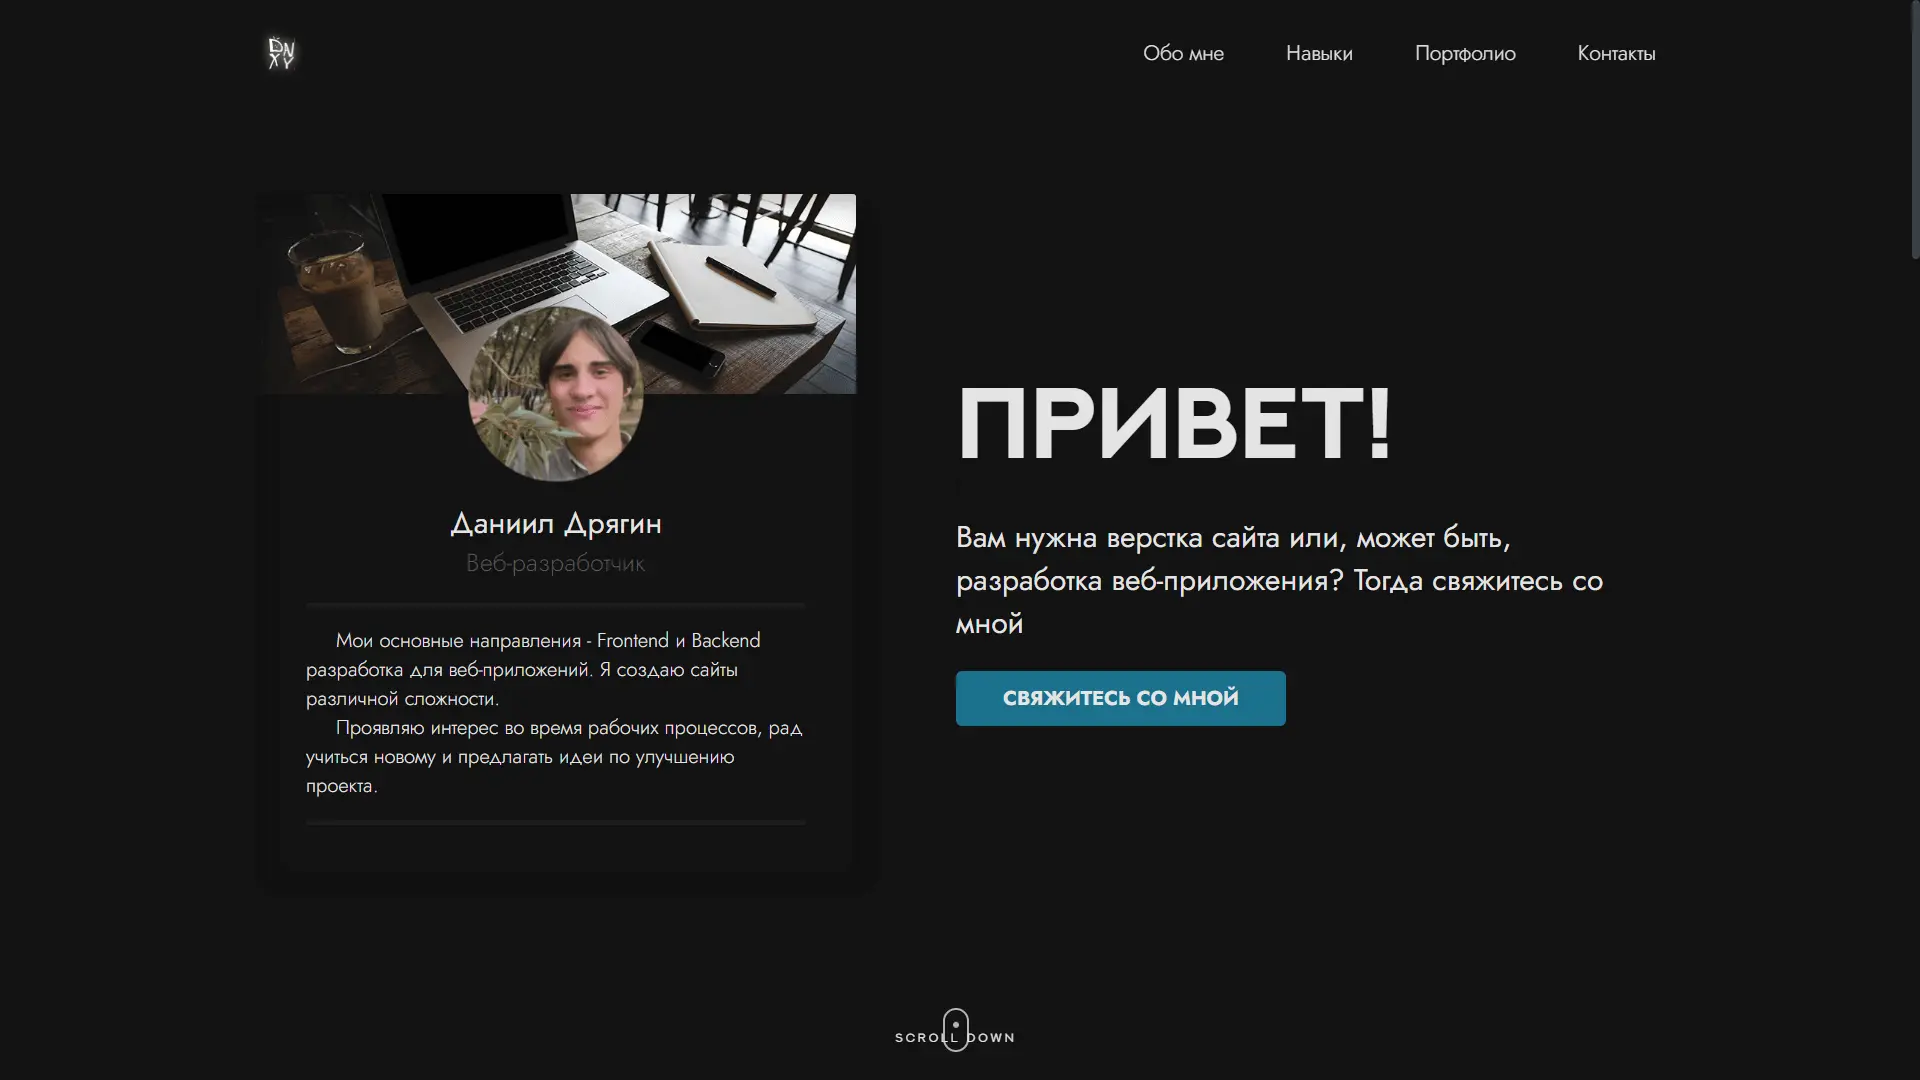 DN
XY
Обо мне
Навыки
Портфолио
Контакты
Даниил Дрягин
Веб-разработчик
Мои основные направления - Frontend и Backend
разработка для веб-приложений. Я создаю сайты
различной сложности.
Проявляю интерес во время рабочих процессов, рад
учиться новому и предлагать идеи по улучшению
проекта.
ПРИВЕТ!
Вам нужна верстка сайта или, может быть,
разработка веб-приложения? Тогда свяжитесь со
мной
СВЯЖИТЕСЬ СО МНОЙ
SCROLL DOWN